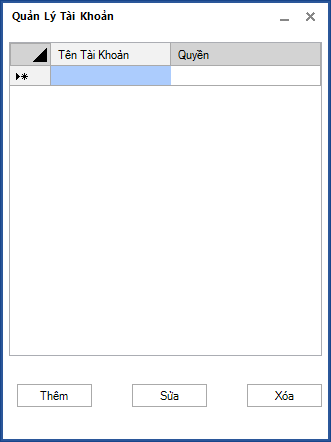 Quản Lý Tài Khoản
Tên Tài Khoản Quyền
Thêm Sửa Xóa